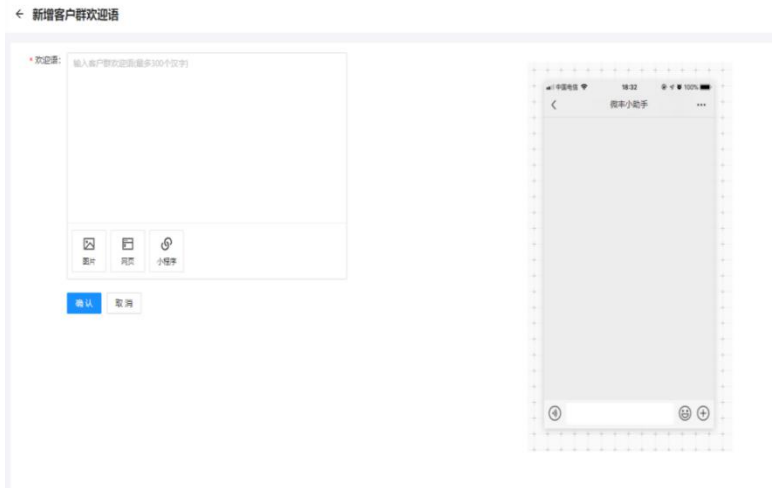 ← 新增客户群欢迎语
* 欢迎语:
输入客户群欢迎语(最多300个汉字)
图片
网页
小程序
确认
取消
中国电信
18:32
100%
微丰小助手